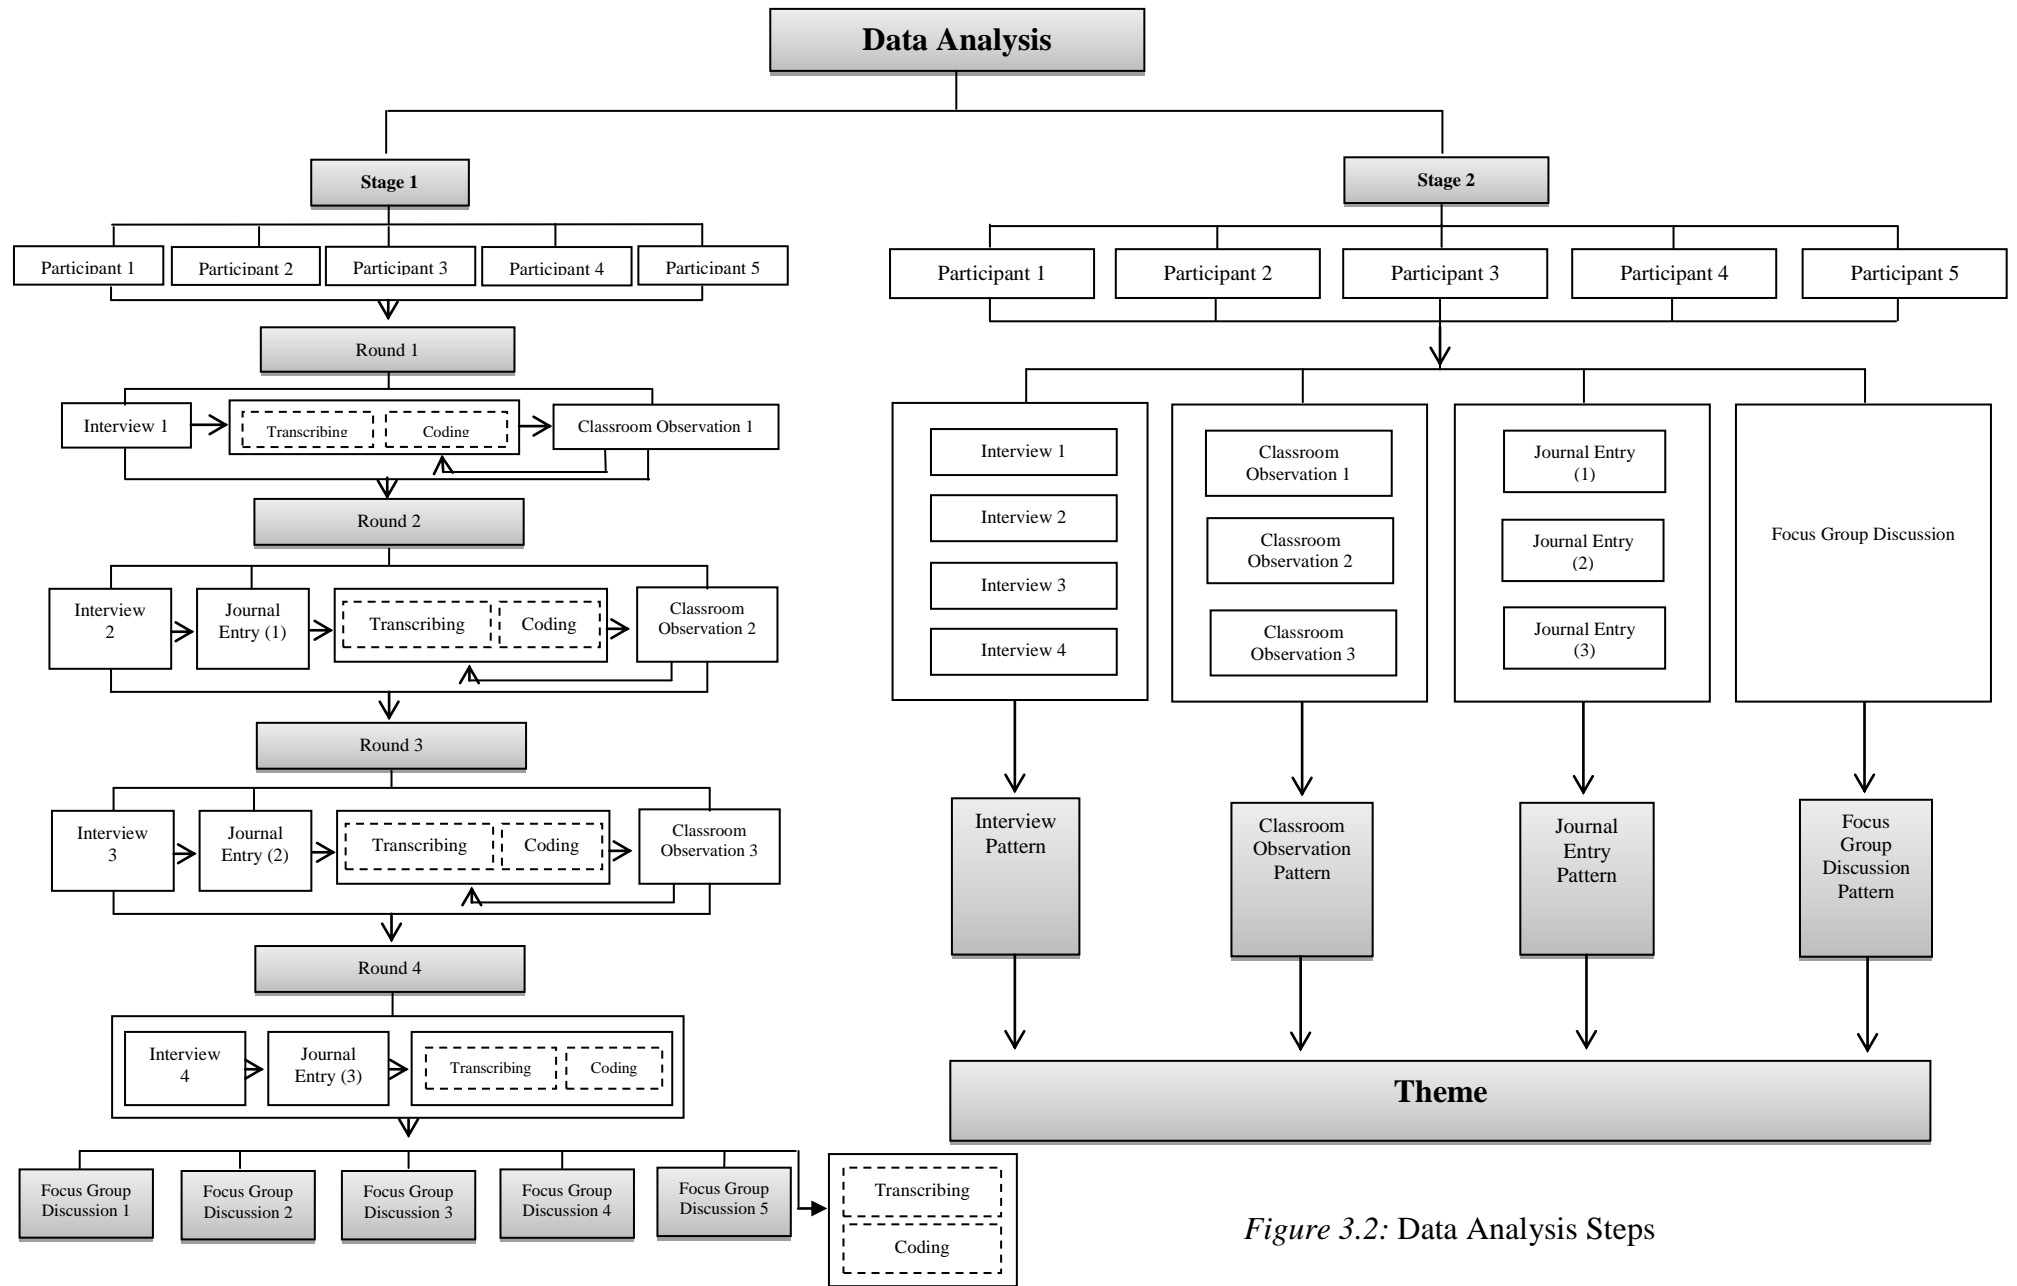 Data Analysis
Stage 1
Participant 1
Participant 2
Participant 3
Participant 4
Participant 5
Round 1
Interview 1
Transcribing
Coding
Classroom Observation 1
Round 2
Interview
2
Journal
Entry (1)
Transcribing
Coding
Classroom
Observation 2
Round 3
Interview
3
Journal
Entry (2)
Transcribing
Coding
Classroom
Observation 3
Round 4
Interview
4
Journal
Entry (3)
Transcribing
Coding
Focus Group
Discussion 1
Focus Group
Discussion 2
Focus Group
Discussion 3
Focus Group
Discussion 4
Focus Group
Discussion 5
Transcribing
Coding
Stage 2
Participant 1
Participant 2
Participant 3
Participant 4
Participant 5
Interview 1
Interview 2
Interview 3
Interview 4
Classroom
Observation 1
Classroom
Observation 2
Classroom
Observation 3
Journal Entry
(1)
Journal Entry
(2)
Journal Entry
(3)
Focus Group Discussion
Interview
Pattern
Classroom
Observation
Pattern
Journal
Entry
Pattern
Focus
Group
Discussion
Pattern
Theme
Figure 3.2: Data Analysis Steps